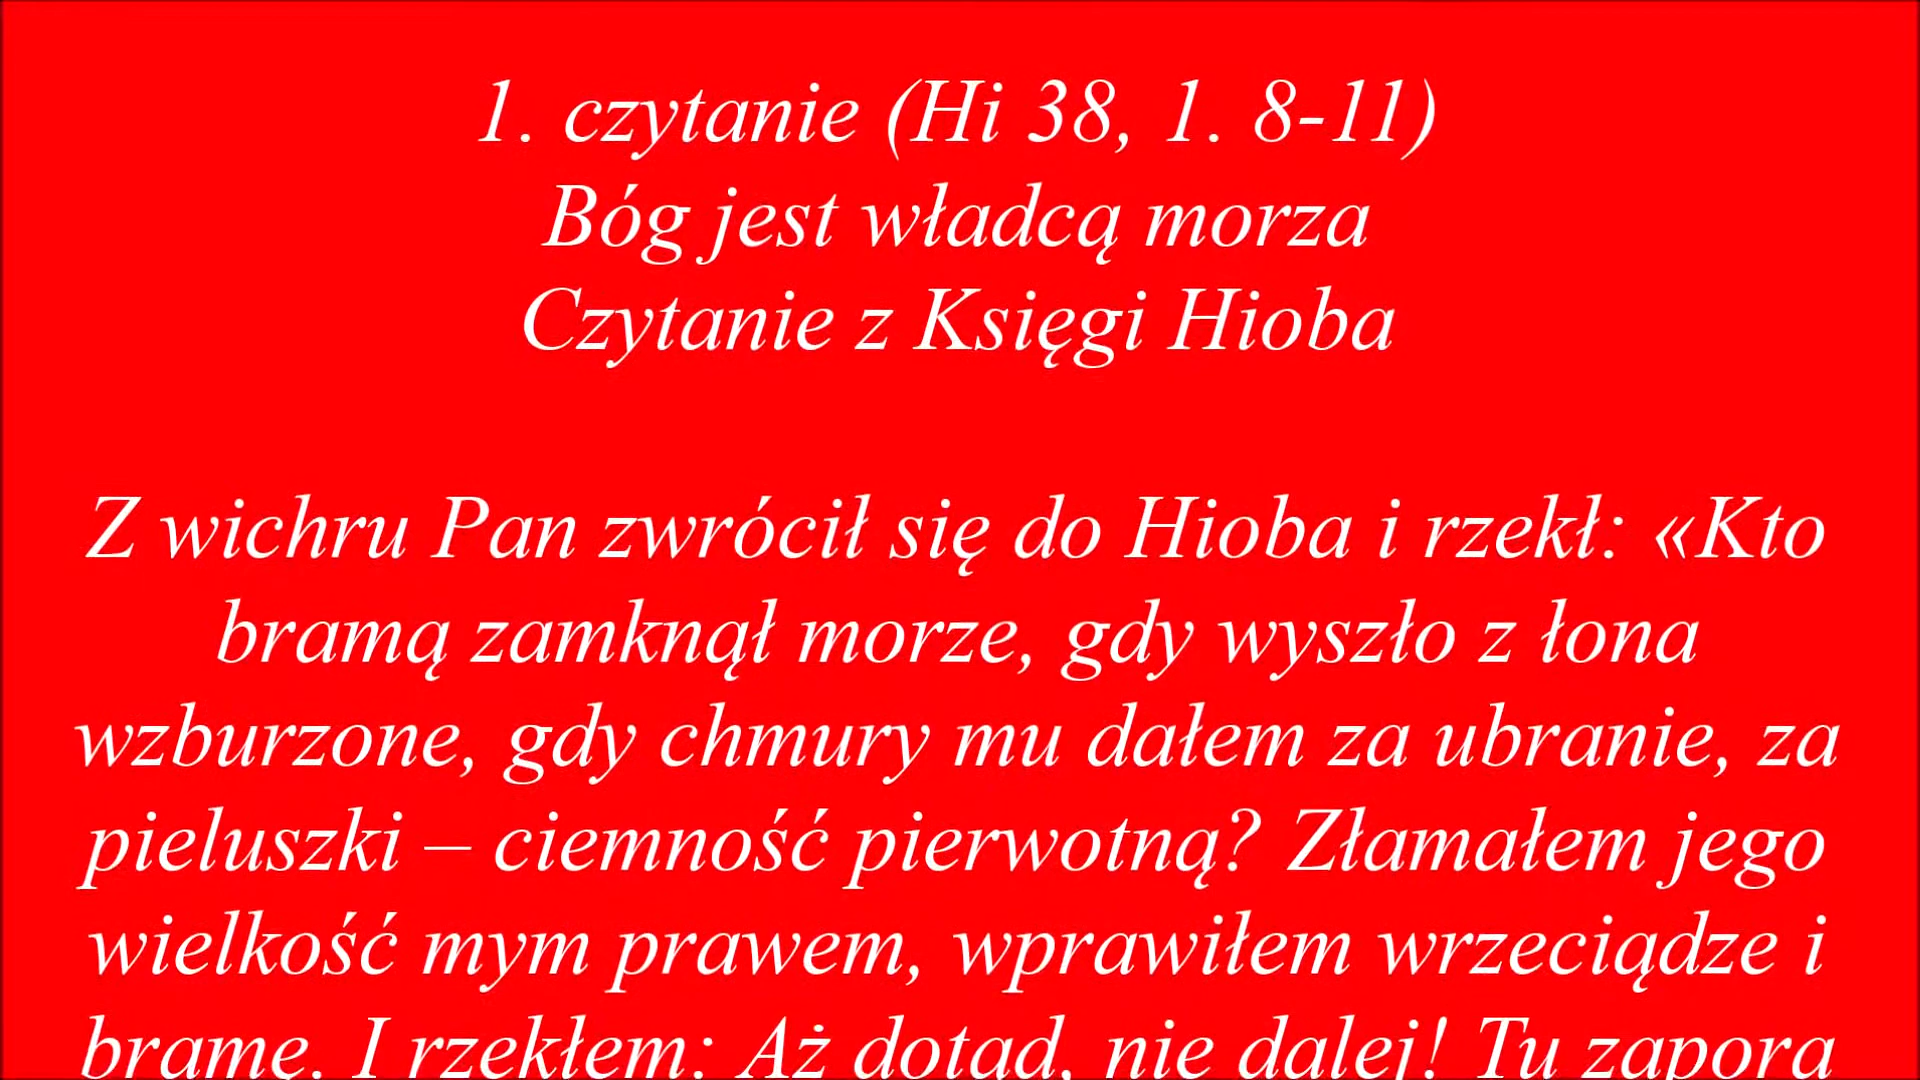 1. czytanie (Hi 38, 1. 8-11)
Bóg jest władcą morza
Czytanie z Księgi Hioba
Z wichru Pan zwrócił się do Hioba i rzekł: «Kto
bramą zamknął morze, gdy wyszło z łona
wzburzone, gdy chmury mu dałem za ubranie, za
pieluszki – ciemność pierwotną? Złamałem jego
wielkość mym prawem, wprawiłem wrzeciądze i
bramę. I rzekłem: Aż dotąd, nie dalej! Tu zapora